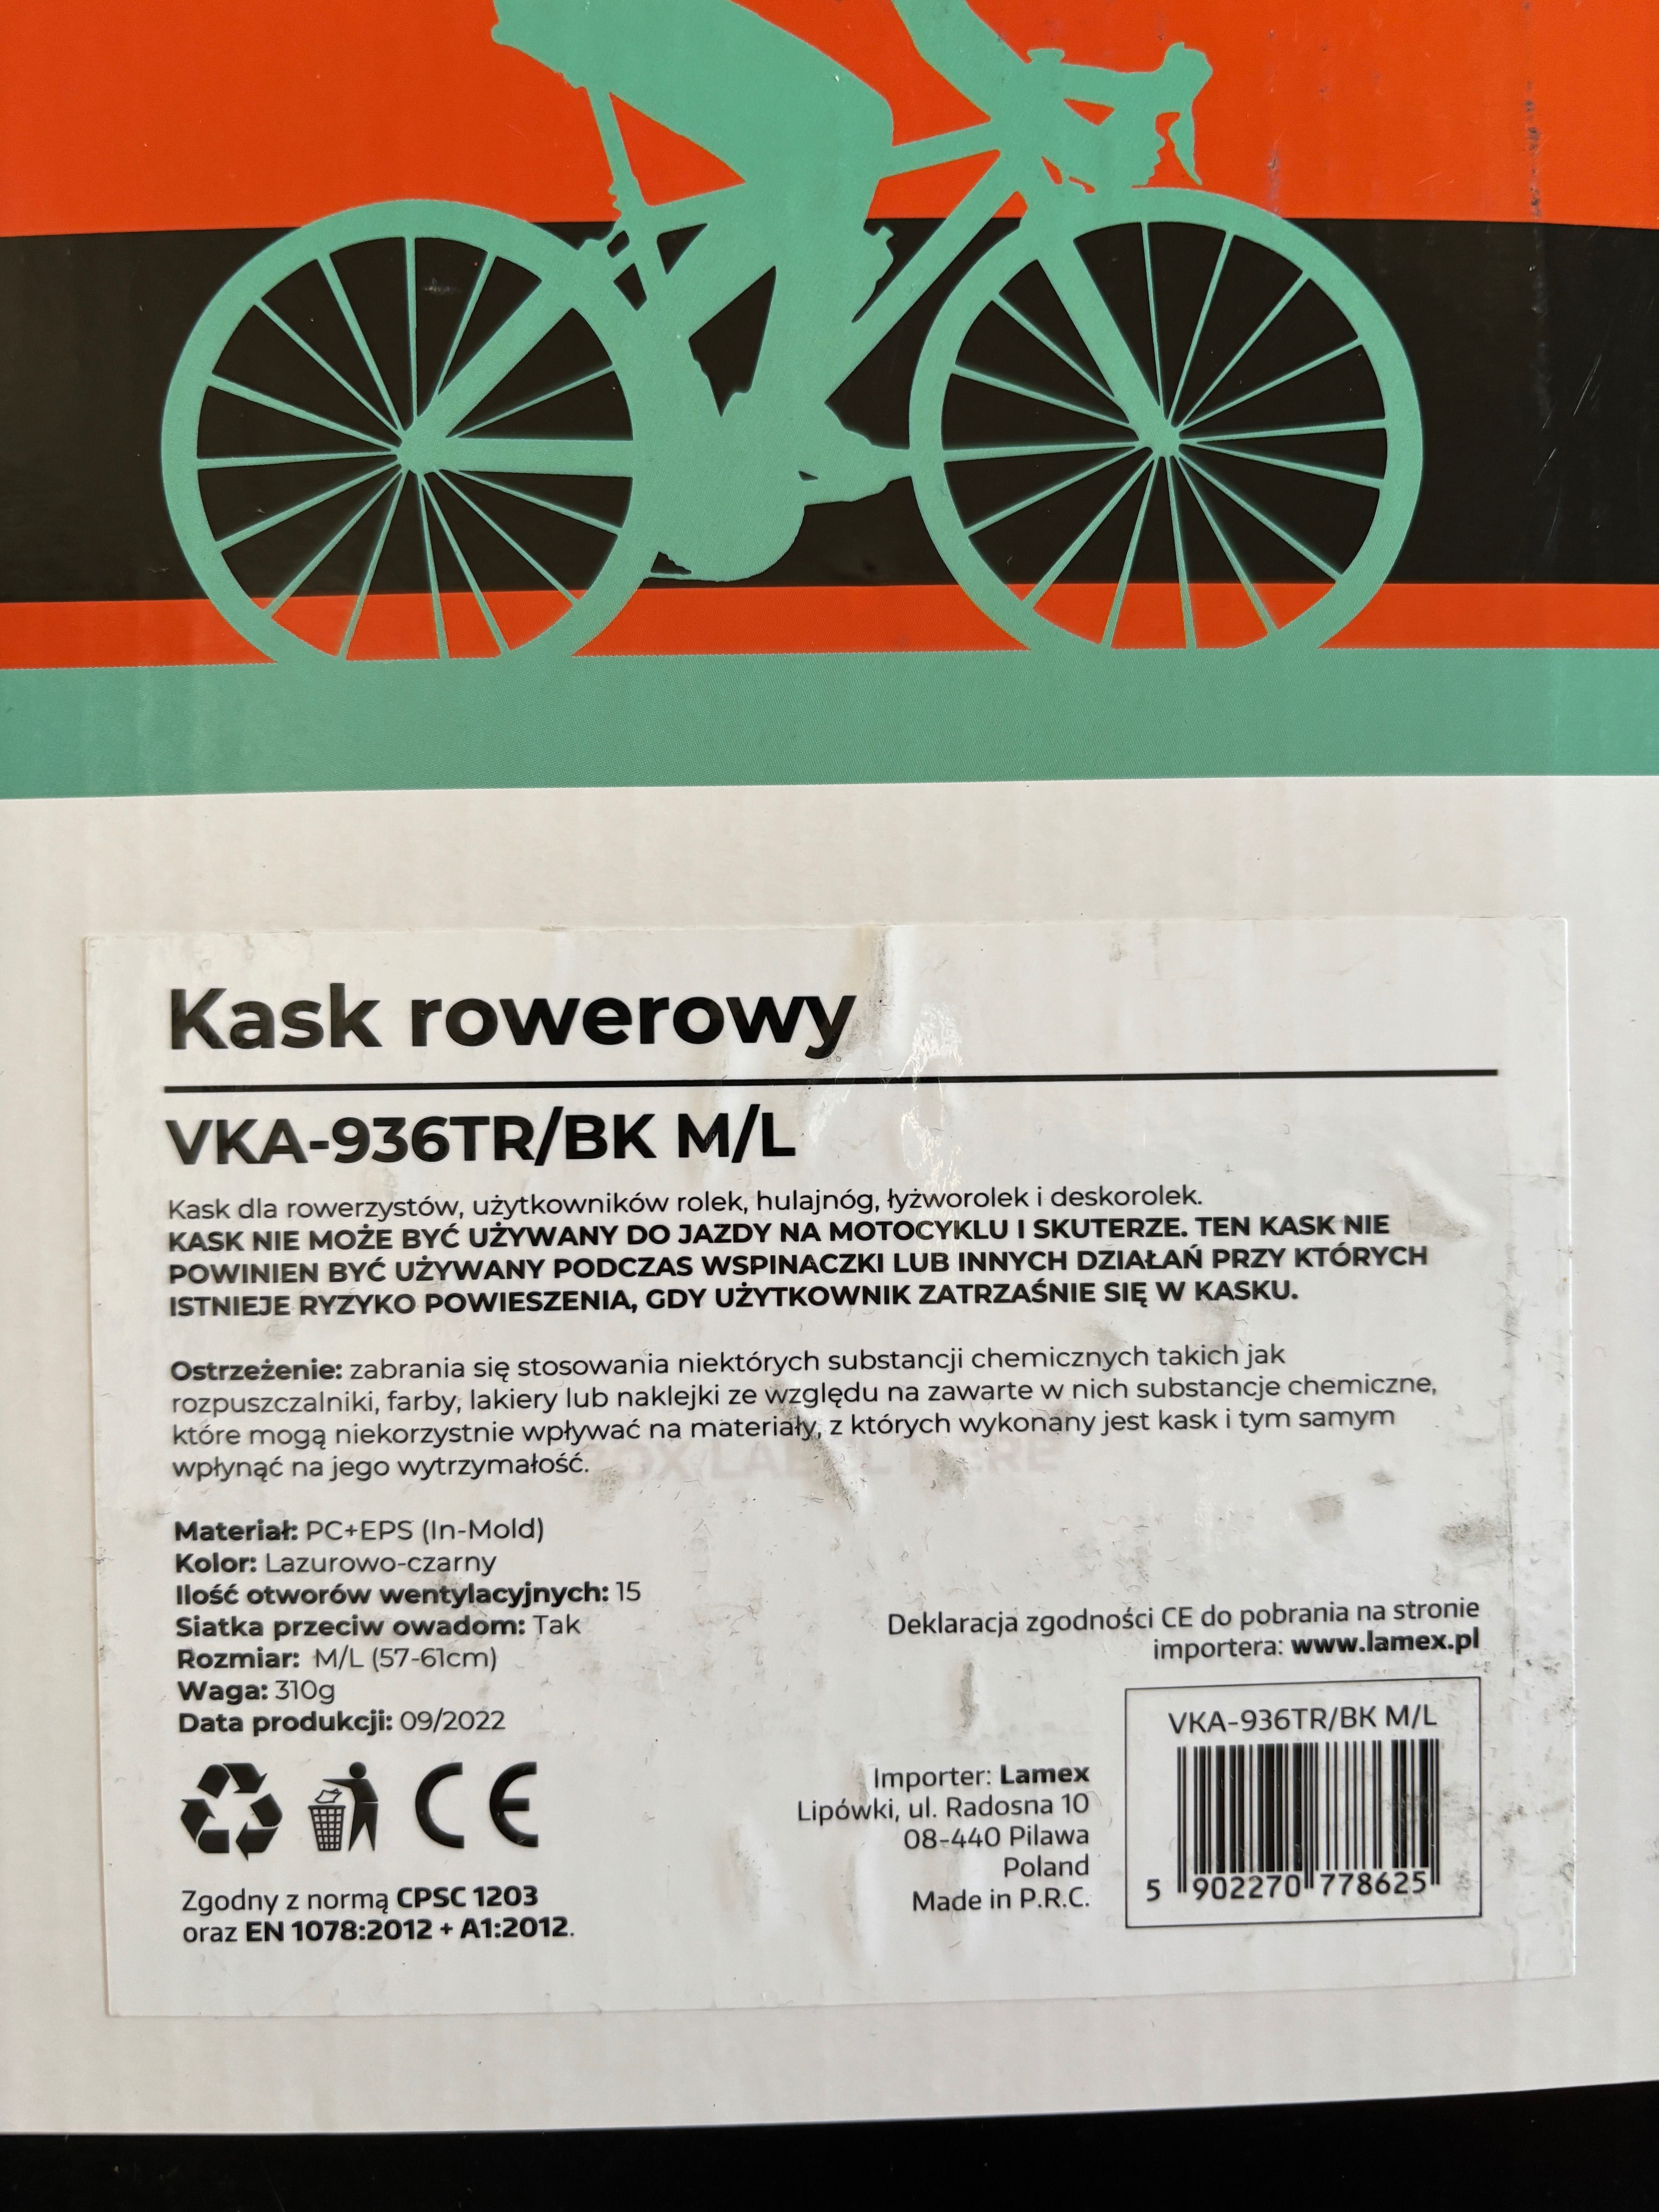 Kask rowerowy
VKA-936TR/BK M/L
Kask dla rowerzystów, użytkowników rolek, hulajnóg, łyżworolek i deskorolek.
KASK NIE MOŻE BYĆ UŻYWANY DO JAZDY NA MOTOCYKLU I SKUTERZE. TEN KASK NIE
POWINIEN BYĆ UŻYWANY PODCZAS WSPINACZKI LUB INNYCH DZIAŁAŃ PRZY KTÓRYCH
ISTNIEJE RYZYKO POWIESZENIA, GDY UŻYTKOWNIK ZATRZAŚNIE SIĘ W KASKU.
Ostrzeżenie: zabrania się stosowania niektórych substancji chemicznych takich jak
rozpuszczalniki, farby, lakiery lub naklejki ze względu na zawarte w nich substancje chemiczne,
które mogą niekorzystnie wpływać na materiały, z których wykonany jest kask i tym samym
wpłynąć na jego wytrzymałość.
Materiał: PC+EPS (In-Mold)
Kolor: Lazurowo-czarny
Ilość otworów wentylacyjnych: 15
Siatka przeciw owadom: Tak
Rozmiar: M/L (57-61cm)
Waga: 310g
Data produkcji: 09/2022
CE
Zgodny z normą CPSC 1203
oraz EN 1078:2012 + A1:2012.
Deklaracja zgodności CE do pobrania na stronie
importera: www.lamex.pl
Importer: Lamex
Lipówki, ul. Radosna 10
08-440 Pilawa
Poland
Made in P.R.C.
VKA-936TR/BK M/L
5 902270 778625